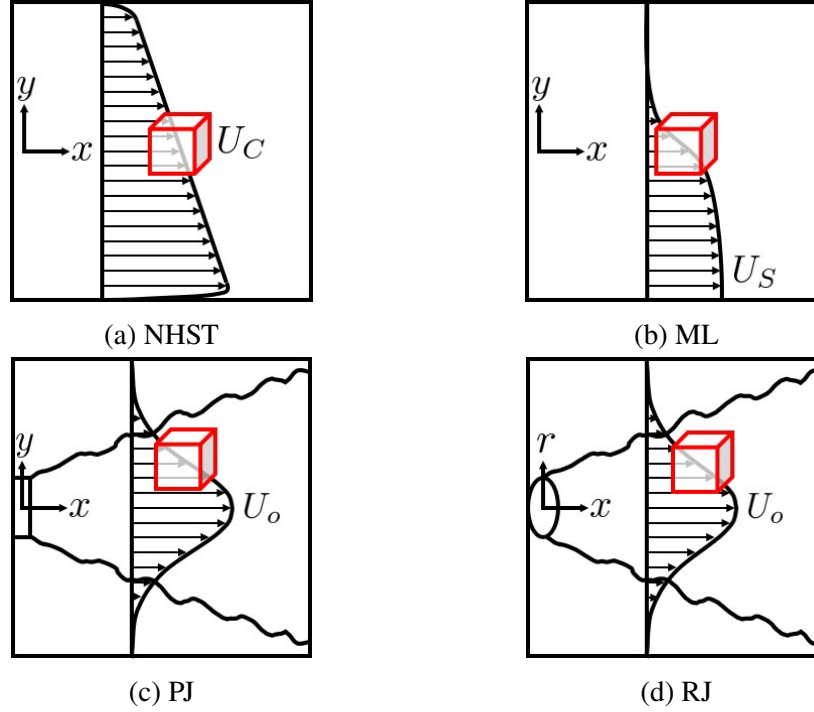 y
x
U_C
(a) NHST
y
x
U_S
(b) ML
y
x
U_o
(c) PJ
r
x
U_o
(d) RJ